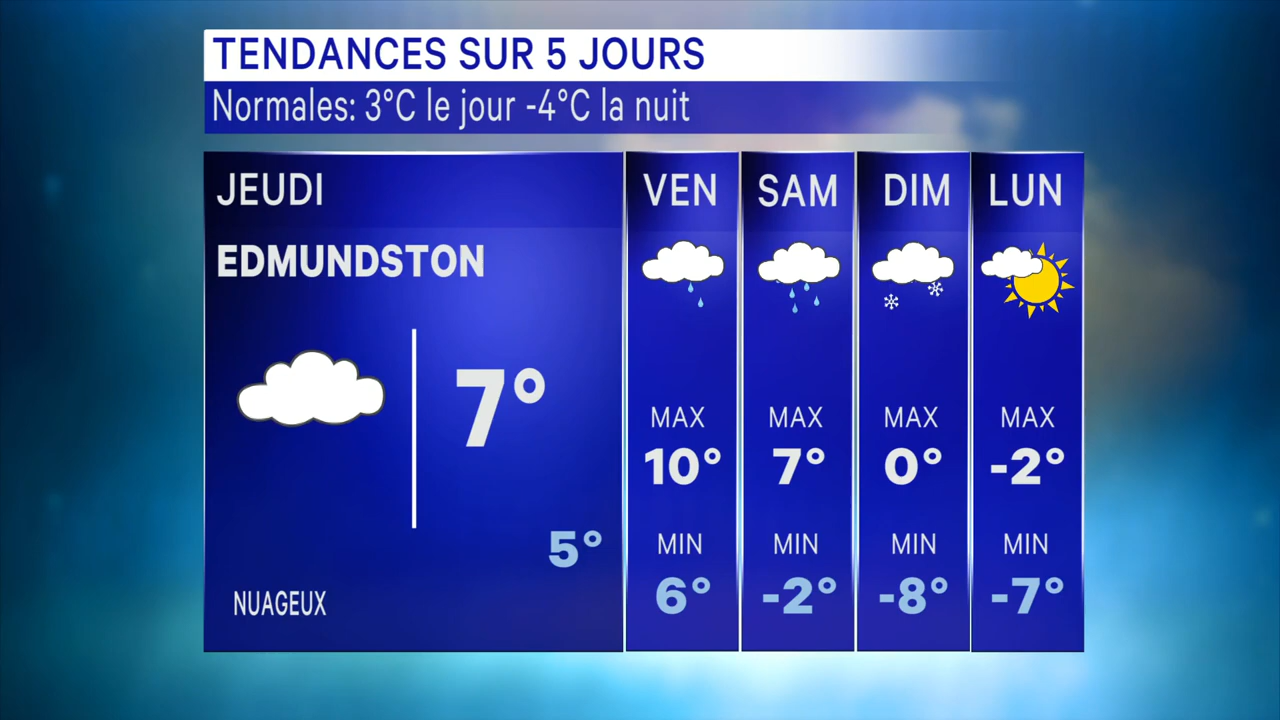 TENDANCES SUR 5 JOURS
Normales: 3°C le jour -4°C la nuit
JEUDI
EDMUNDSTON
7°
5°
NUAGEUX
VEN
MAX
10°
MIN
6°
SAM
MAX
7°
MIN
-2°
DIM
MAX
0°
MIN
-8°
LUN
MAX
-2°
MIN
-7°